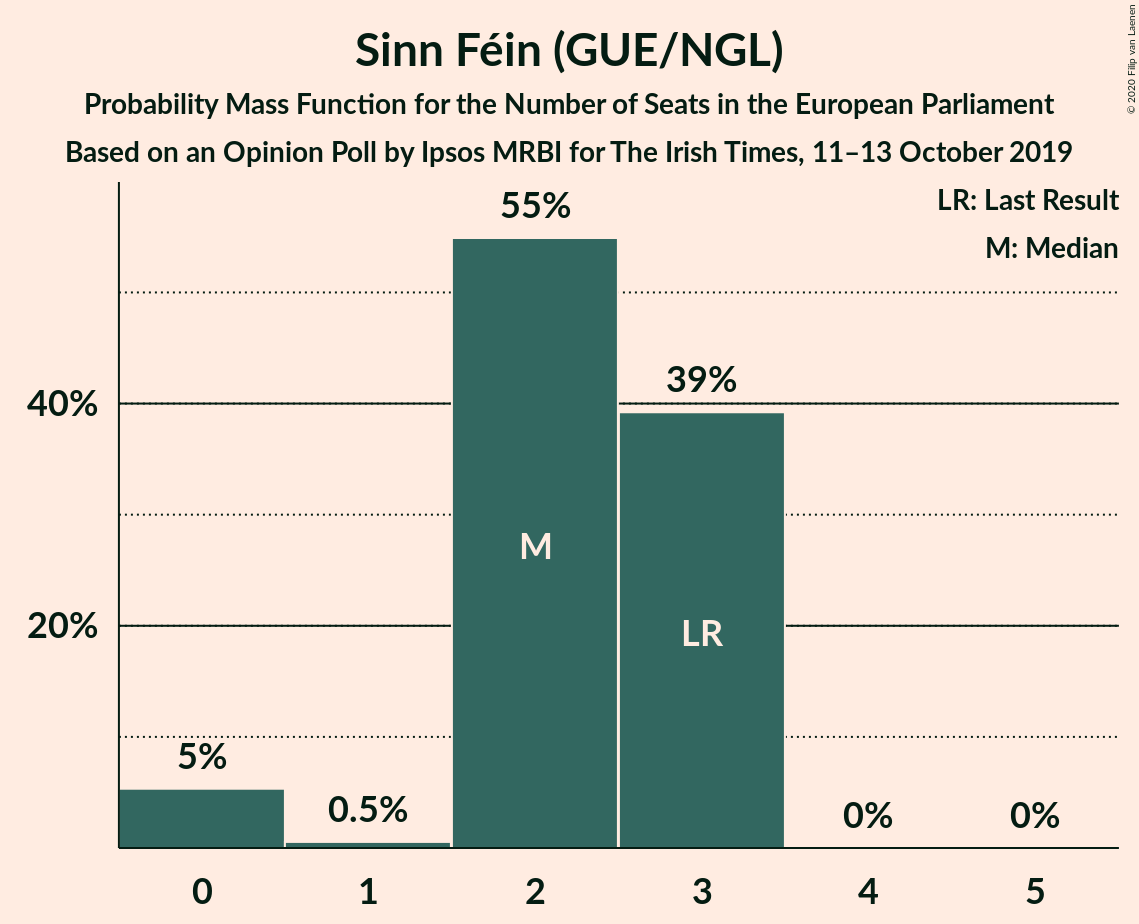 Sinn Féin (GUE/NGL)
Probability Mass Function for the Number of Seats in the European Parliament
Based on an Opinion Poll by Ipsos MRBI for The Irish Times, 11–13 October 2019
© 2020 Filip van Laenen
LR: Last Result
M: Median
55%
39%
40%
M
LR
20%
5%
0.5%
0%
0%
0
1
2
3
4
5